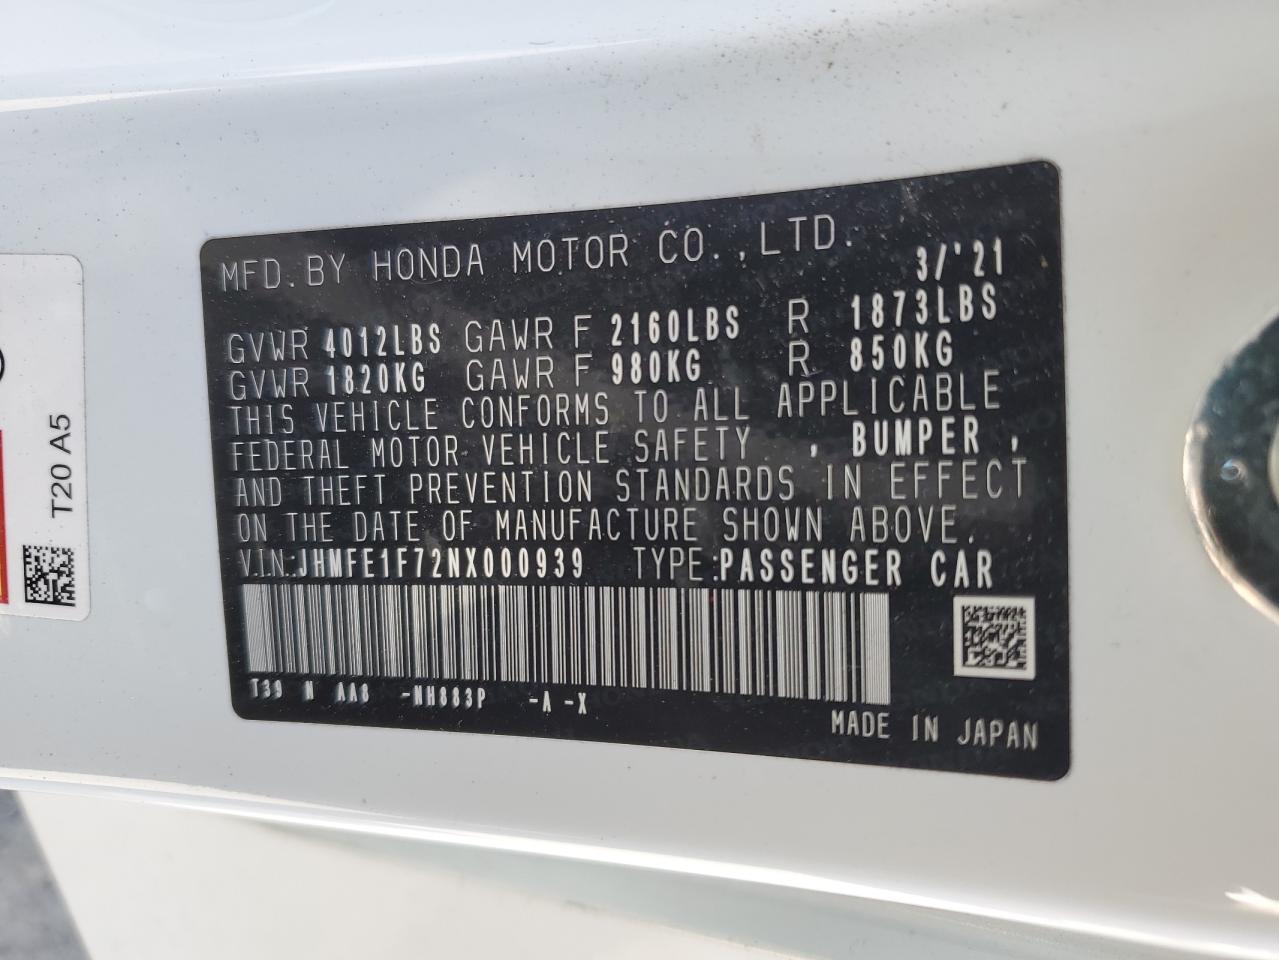 MFD. BY HONDA MOTOR CO., LTD. 3/'21
GVWR 4012LBS GAWR F 2160LBS R 1873LBS
GVWR 1820KG GAWR F 980KG R 850KG
THIS VEHICLE CONFORMS TO ALL APPLICABLE
FEDERAL MOTOR VEHICLE SAFETY , BUMPER ,
AND THEFT PREVENTION STANDARDS IN EFFECT
ON THE DATE OF MANUFACTURE SHOWN ABOVE.
V.I.N.:JHMFE1F72NX000939 TYPE:PASSENGER CAR
T39 N AA8 -NH883P -A -X
MADE IN JAPAN
T20 A5